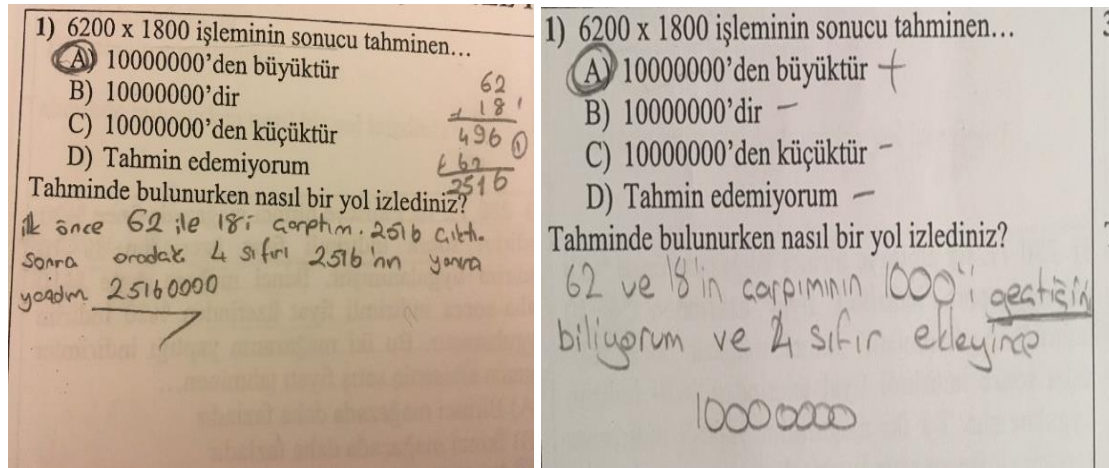 1) 6200 x 1800 işleminin sonucu tahminen…
A) 10000000'den büyüktür
B) 10000000'dir
C) 10000000'den küçüktür
D) Tahmin edemiyorum
62
x 18
496
+ 62
2516
Tahminde bulunurken nasıl bir yol izlediniz?
ilk önce 62 ile 18i çarptım. 2516 çıktı.
Sonra oradaki 4 sıfırı 2516'nın yanına
yazdım 25160000
1) 6200 x 1800 işleminin sonucu tahminen…
A) 10000000'den büyüktür +
B) 10000000'dir -
C) 10000000'den küçüktür -
D) Tahmin edemiyorum -
Tahminde bulunurken nasıl bir yol izlediniz?
62 ve 18'in çarpımının 1000'i geçtiğini
biliyorum ve 4 sıfır ekleyince
10000000